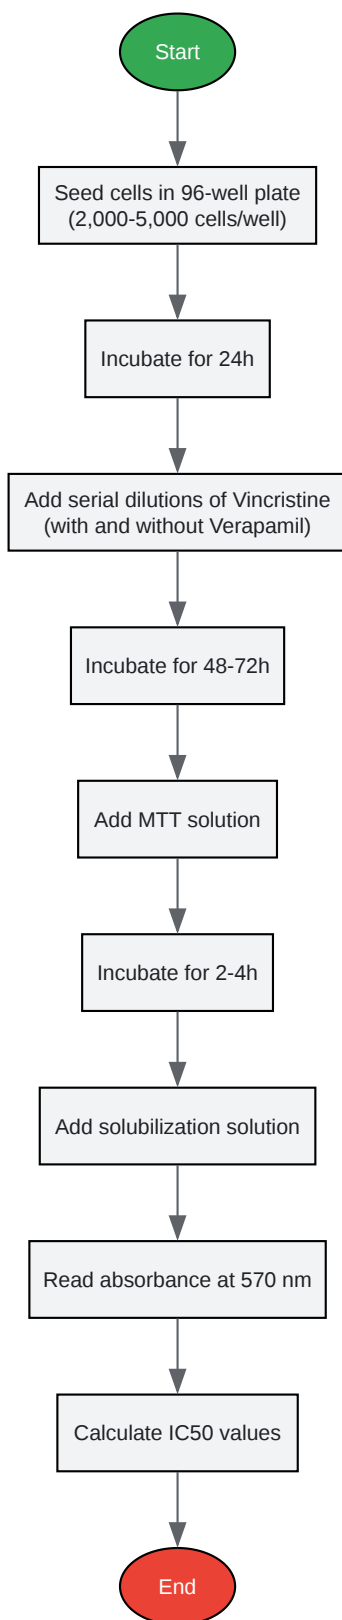 Start
Seed cells in 96-well plate
(2,000-5,000 cells/well)
Incubate for 24h
Add serial dilutions of Vincristine
(with and without Verapamil)
Incubate for 48-72h
Add MTT solution
Incubate for 2-4h
Add solubilization solution
Read absorbance at 570 nm
Calculate IC50 values
End